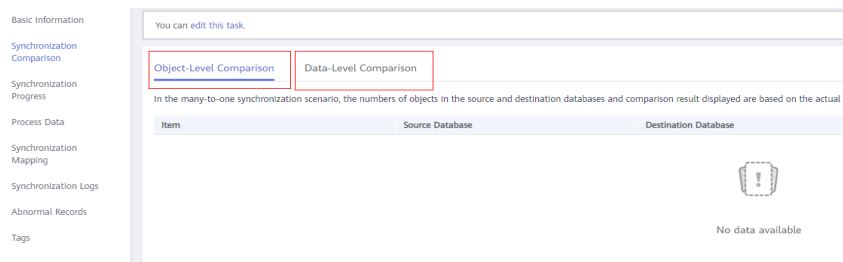 Basic Information
You can edit this task.
Synchronization
Comparison
Object-Level Comparison Data-Level Comparison
Synchronization
Progress
In the many-to-one synchronization scenario, the numbers of objects in the source and destination databases and comparison result displayed are based on the actual
Process Data
Item Source Database Destination Database
Synchronization
Mapping
Synchronization Logs
Abnormal Records
Tags
No data available